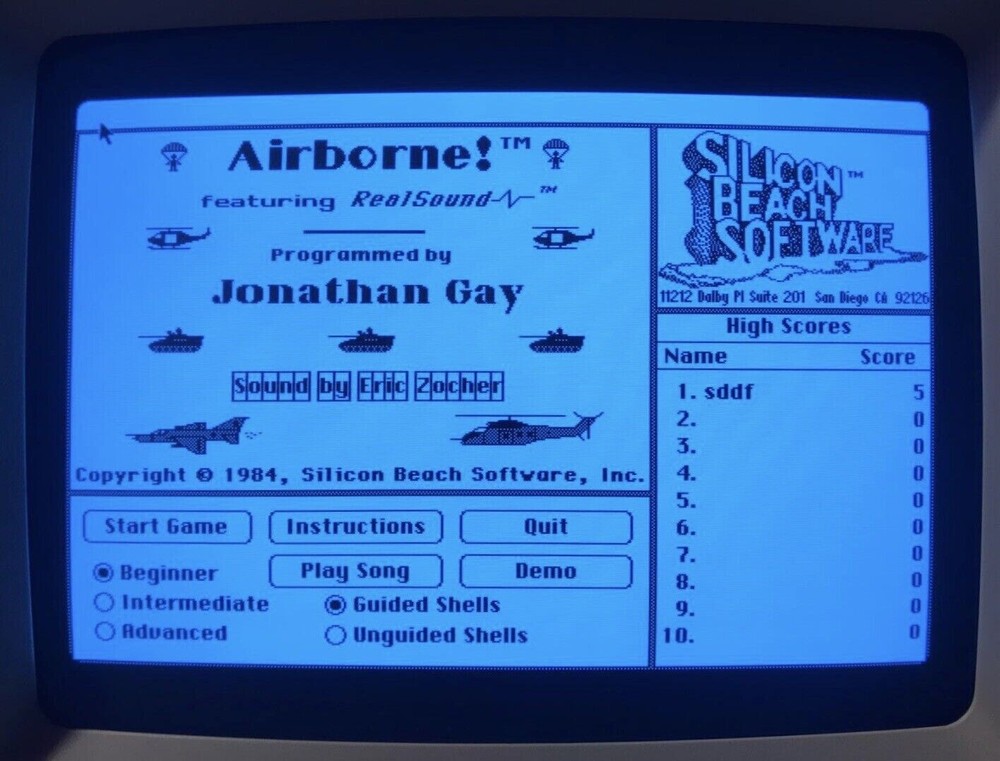 Airborne!™
featuring RealSound™
Programmed by
Jonathan Gay
Sound by Eric Zocher
Copyright © 1984, Silicon Beach Software, Inc.
Start Game
Instructions
Quit
Play Song
Demo
Beginner
Intermediate
Advanced
Guided Shells
Unguided Shells
SILICON™
BEACH
SOFTWARE
11212 Dalby Pl Suite 201 San Diego CA 92126
High Scores
Name Score
1. sddf 5
2. 0
3. 0
4. 0
5. 0
6. 0
7. 0
8. 0
9. 0
10. 0